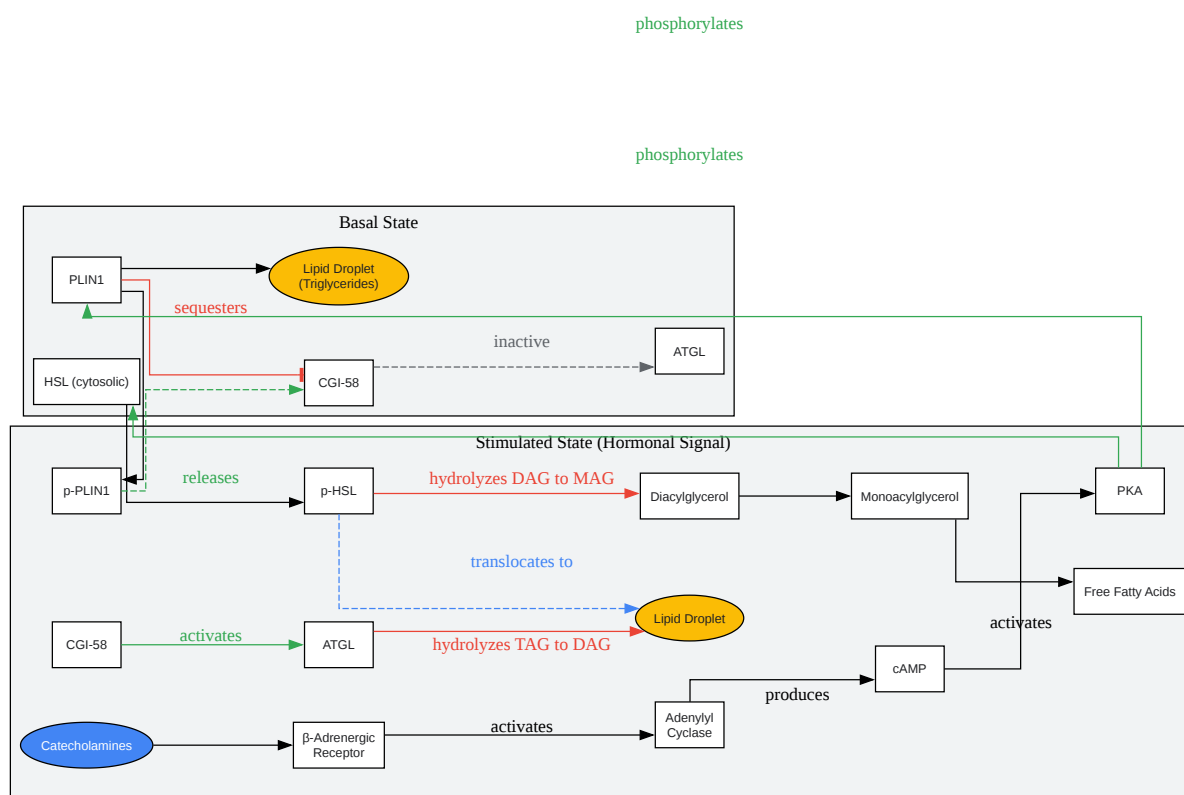 phosphorylates
phosphorylates
Basal State
PLIN1
Lipid Droplet
(Triglycerides)
sequesters
inactive
ATGL
HSL (cytosolic)
CGI-58
Stimulated State (Hormonal Signal)
p-PLIN1
releases
p-HSL
hydrolyzes DAG to MAG
Diacylglycerol
Monoacylglycerol
PKA
translocates to
Free Fatty Acids
CGI-58
activates
ATGL
hydrolyzes TAG to DAG
Lipid Droplet
activates
cAMP
produces
Catecholamines
β-Adrenergic
Receptor
activates
Adenylyl
Cyclase